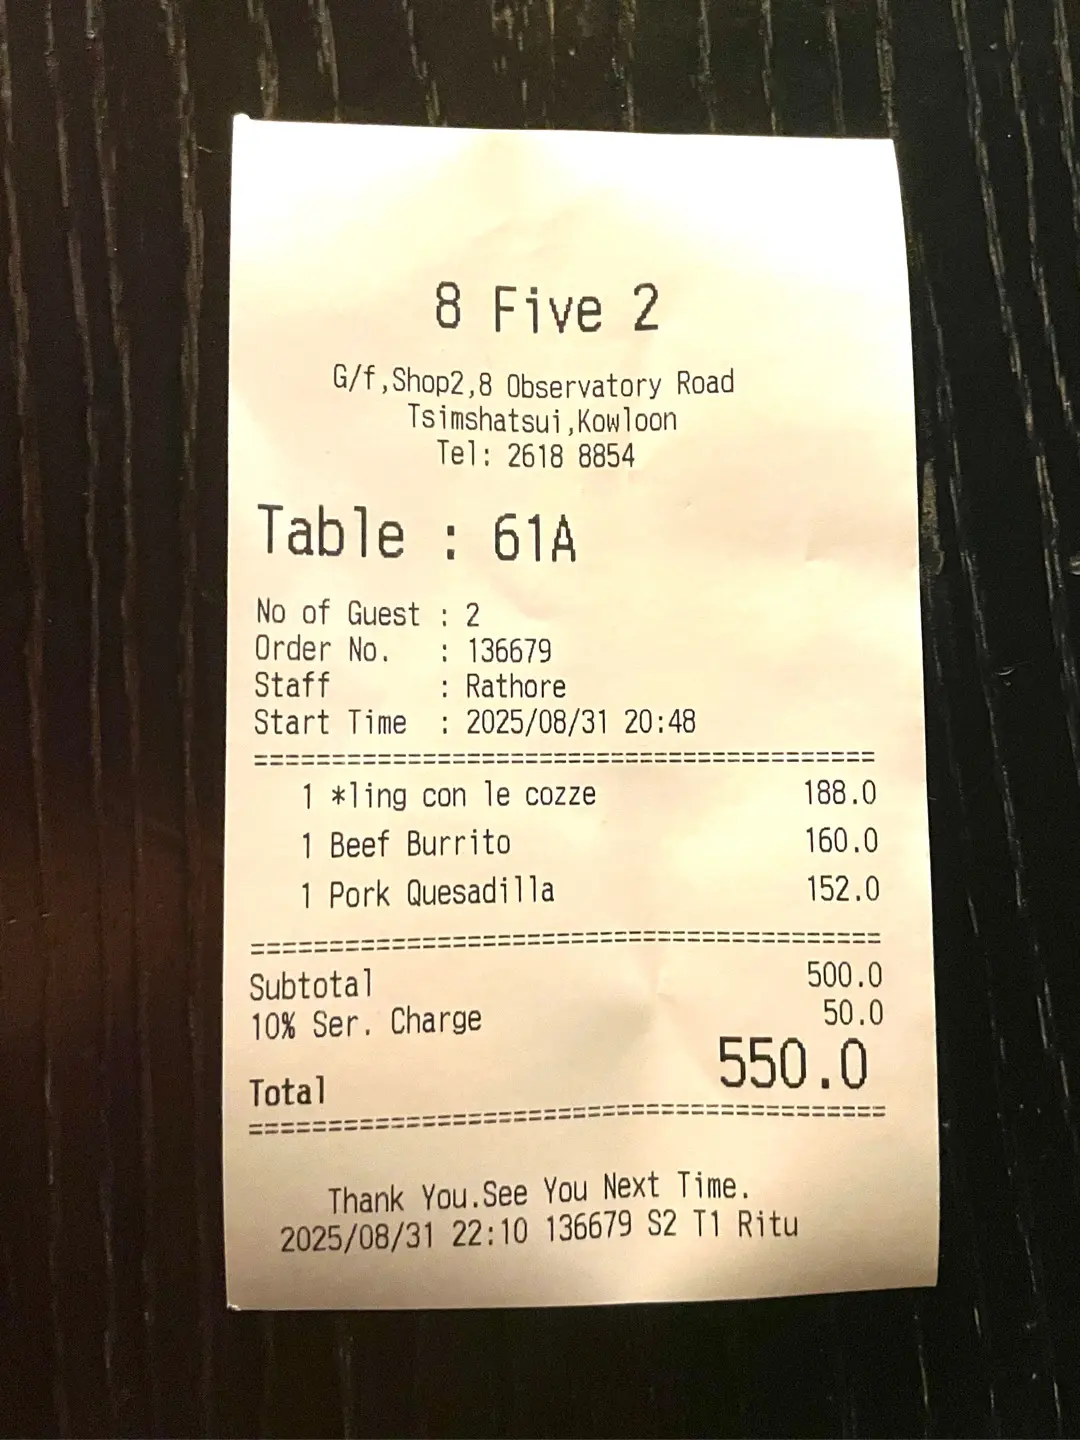 8 Five 2
G/f,Shop2,8 Observatory Road
Tsimshatsui,Kowloon
Tel: 2618 8854
Table : 61A
No of Guest : 2
Order No. : 136679
Staff : Rathore
Start Time : 2025/08/31 20:48
========================================
1 *ling con le cozze 188.0
1 Beef Burrito 160.0
1 Pork Quesadilla 152.0
========================================
Subtotal 500.0
10% Ser. Charge 50.0
Total 550.0
========================================
Thank You.See You Next Time.
2025/08/31 22:10 136679 S2 T1 Ritu